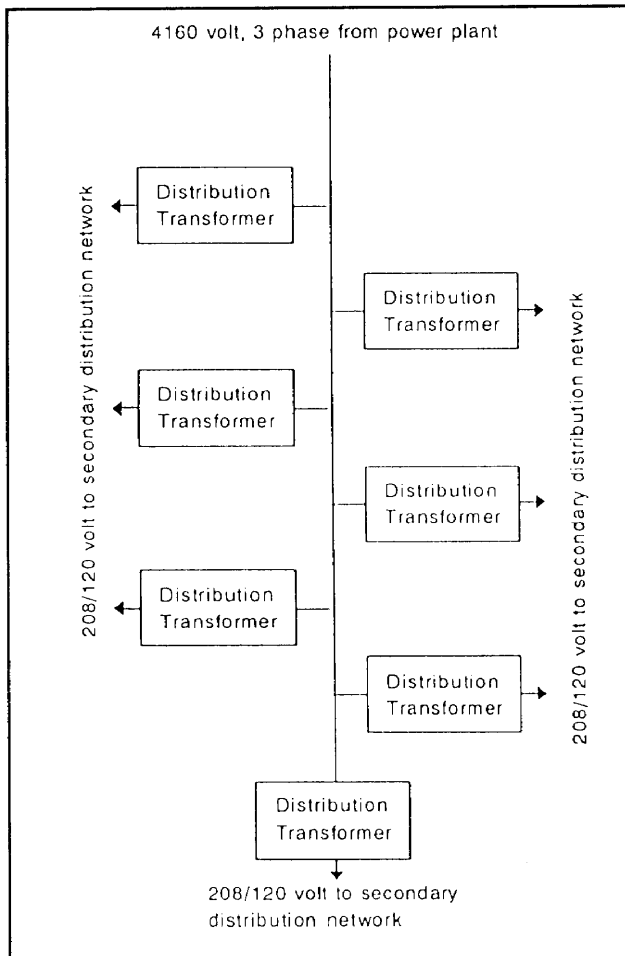 4160 volt, 3 phase from power plant
208/120 volt to secondary distribution network
Distribution
Transformer
Distribution
Transformer
Distribution
Transformer
Distribution
Transformer
Distribution
Transformer
Distribution
Transformer
208/120 volt to secondary distribution network
Distribution
Transformer
208/120 volt to secondary
distribution network